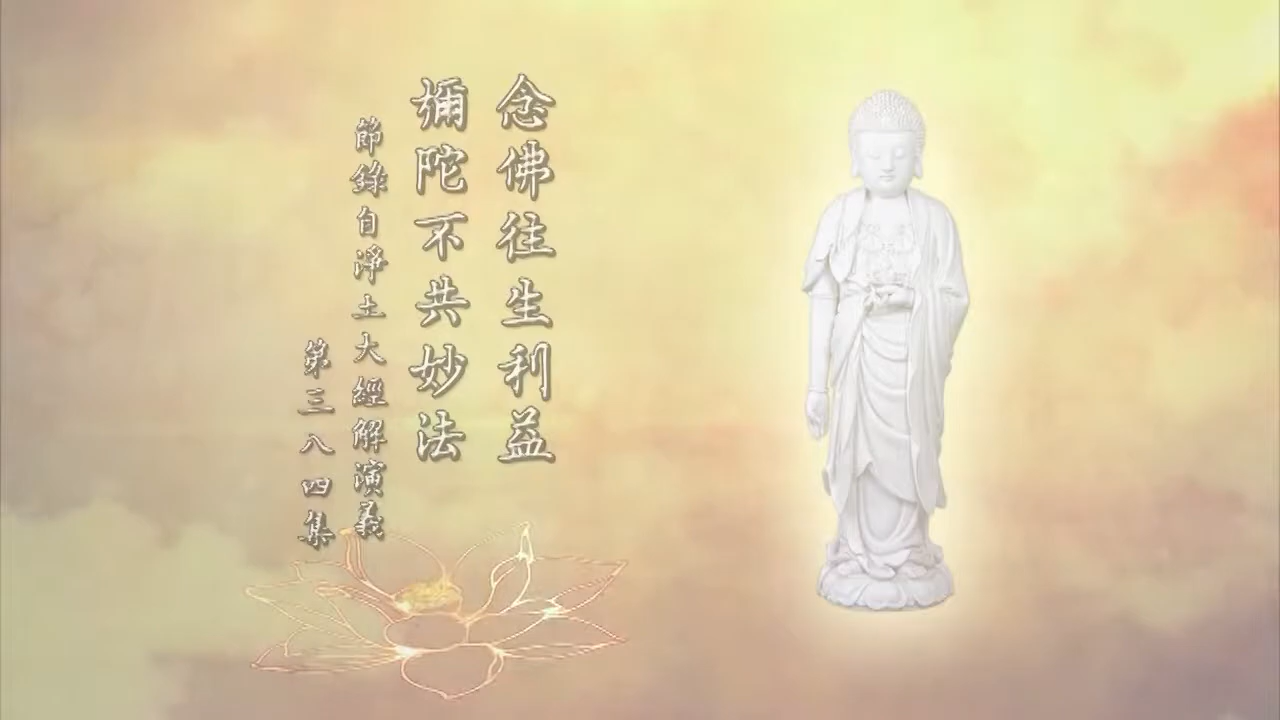 念佛往生利益
彌陀不共妙法
節錄自淨土大經解演義
第三八四集